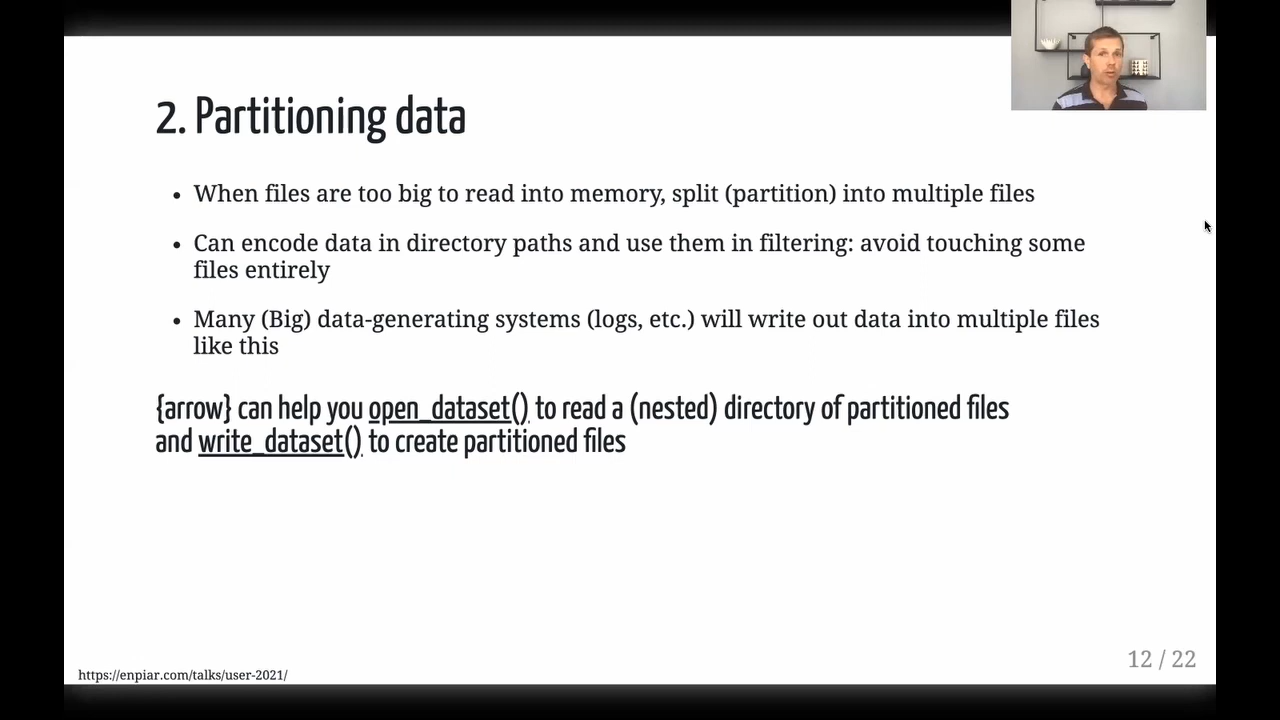 2. Partitioning data
• When files are too big to read into memory, split (partition) into multiple files
• Can encode data in directory paths and use them in filtering: avoid touching some
files entirely
• Many (Big) data-generating systems (logs, etc.) will write out data into multiple files
like this
{arrow} can help you open_dataset() to read a (nested) directory of partitioned files
and write_dataset() to create partitioned files
12 / 22
https://enpiar.com/talks/user-2021/